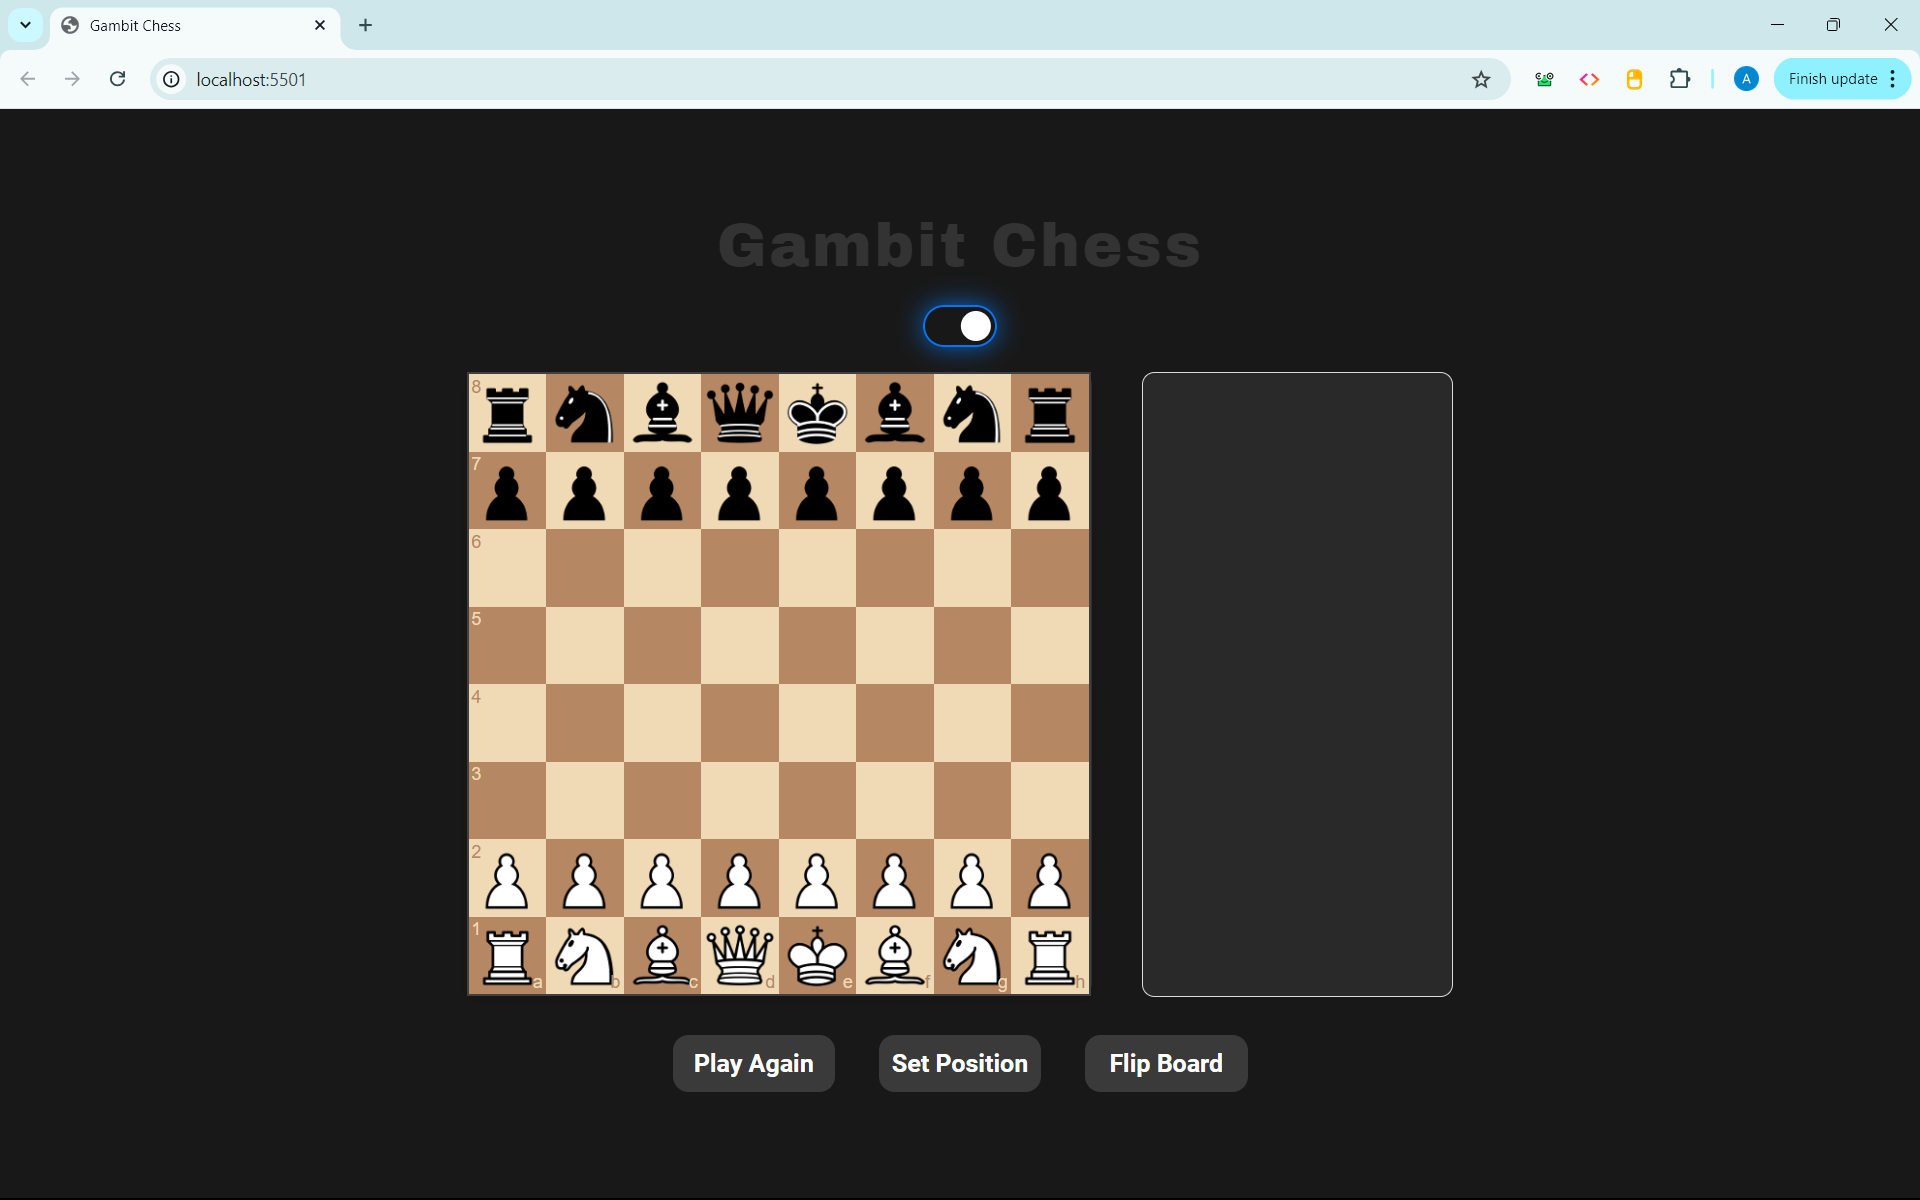 Gambit Chess
localhost:5501
A
Finish update
Gambit Chess
8
7
6
5
4
3
2
1
a b c d e f g h
Play Again Set Position Flip Board